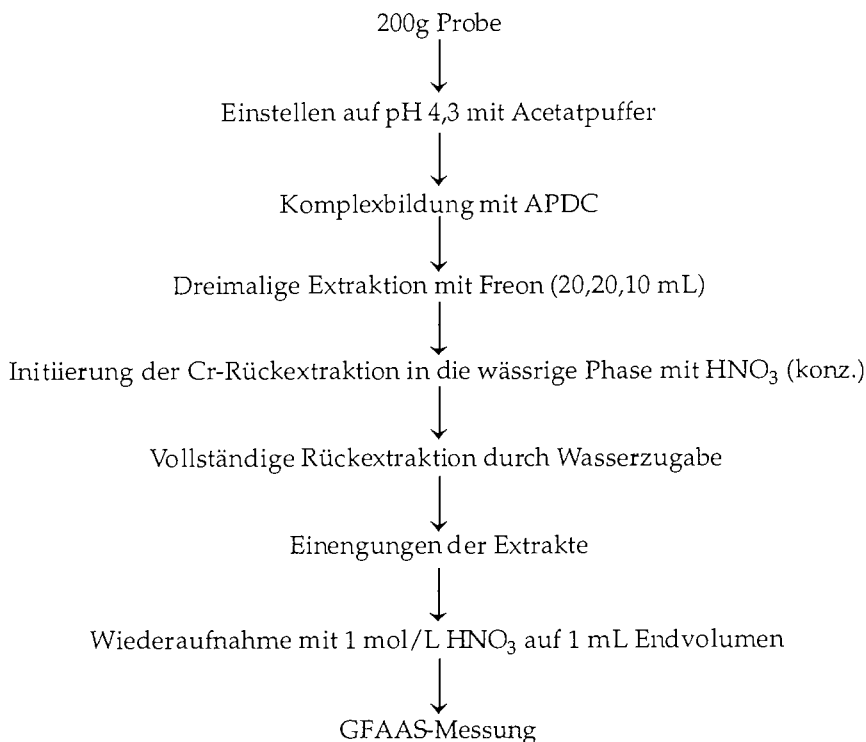 200g Probe
Einstellen auf pH 4,3 mit Acetatpuffer
Komplexbildung mit APDC
Dreimalige Extraktion mit Freon (20,20,10 mL)
Initiierung der Cr-Rückextraktion in die wässrige Phase mit HNO₃ (konz.)
Vollständige Rückextraktion durch Wasserzugabe
Einengungen der Extrakte
Wiederaufnahme mit 1 mol/L HNO₃ auf 1 mL Endvolumen
GFAAS-Messung